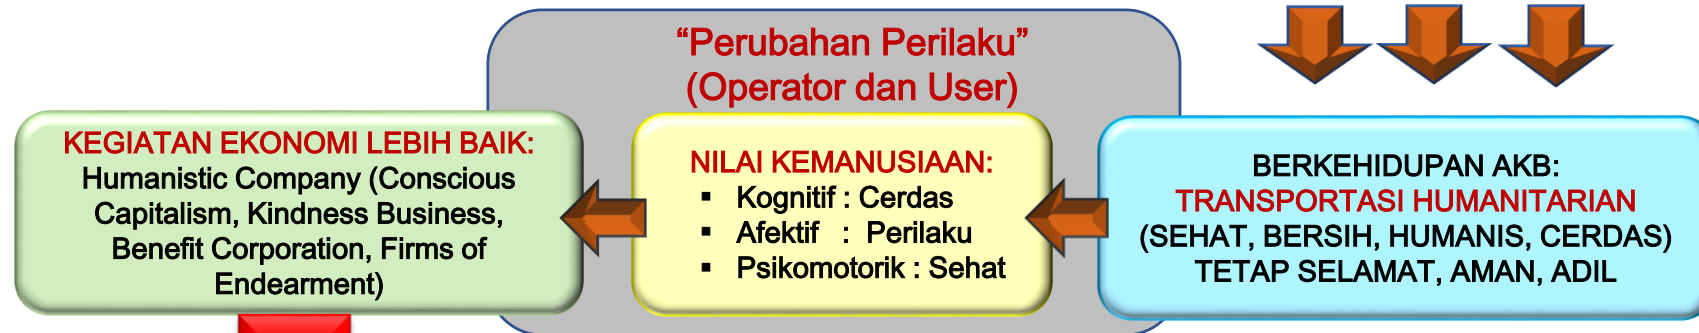 “Perubahan Perilaku”
(Operator dan User)
KEGIATAN EKONOMI LEBIH BAIK:
Humanistic Company (Conscious
Capitalism, Kindness Business,
Benefit Corporation, Firms of
Endearment)
NILAI KEMANUSIAAN:
▪ Kognitif : Cerdas
▪ Afektif : Perilaku
▪ Psikomotorik : Sehat
BERKEHIDUPAN AKB:
TRANSPORTASI HUMANITARIAN
(SEHAT, BERSIH, HUMANIS, CERDAS)
TETAP SELAMAT, AMAN, ADIL